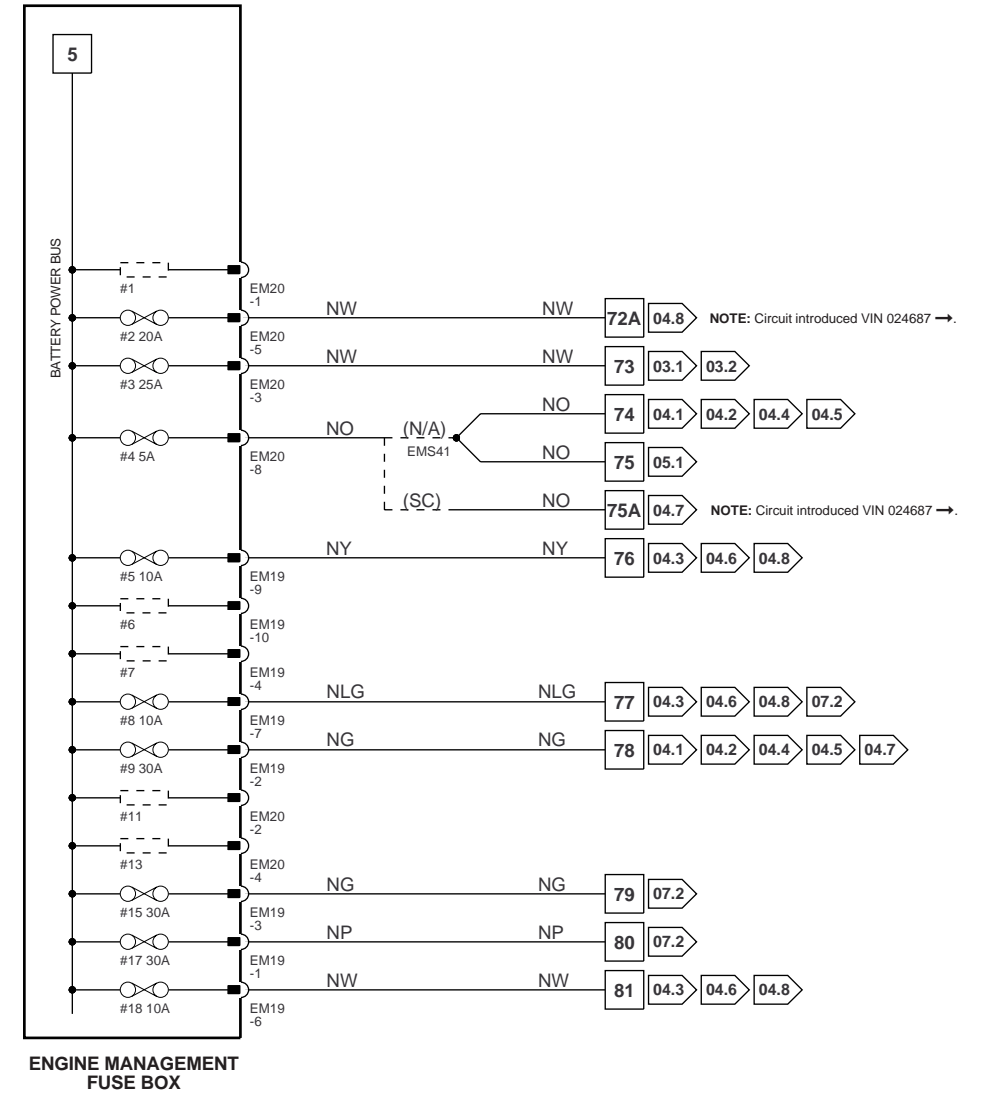 5
BATTERY POWER BUS
#1
EM20
-1
#2 20A
EM20
-5
NW NW 72A 04.8 NOTE: Circuit introduced VIN 024687 ➞.
#3 25A
EM20
-3
NW NW 73 03.1 03.2
#4 5A
EM20
-8
NO (N/A) NO 74 04.1 04.2 04.4 04.5
EMS41
NO 75 05.1
(SC) NO 75A 04.7 NOTE: Circuit introduced VIN 024687 ➞.
#5 10A
EM19
-9
NY NY 76 04.3 04.6 04.8
#6
EM19
-10
#7
EM19
-4
#8 10A
EM19
-7
NLG NLG 77 04.3 04.6 04.8 07.2
#9 30A
EM19
-2
NG NG 78 04.1 04.2 04.4 04.5 04.7
#11
EM20
-2
#13
EM20
-4
#15 30A
EM19
-3
NG NG 79 07.2
#17 30A
EM19
-1
NP NP 80 07.2
#18 10A
EM19
-6
NW NW 81 04.3 04.6 04.8
ENGINE MANAGEMENT
FUSE BOX